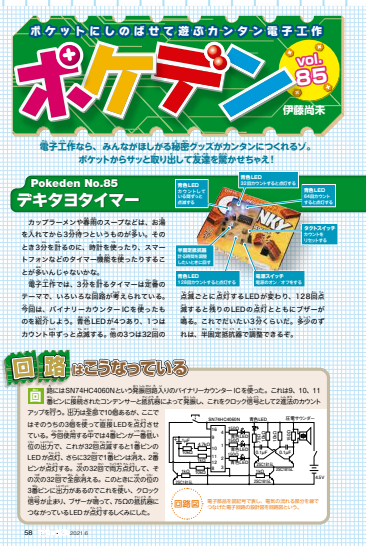 ポケットにしのばせて遊ぶカンタン電子工作
ポケデン
vol.
85
伊藤尚未
電子工作なら、みんながほしがる秘密グッズがカンタンにつくれるゾ。
ポケットからサッと取り出して友達を驚かせちゃえ！
Pokeden No.85
デキタヨタイマー
青色LED
カウントして
いる間ずっと
点滅する
青色LED
32回カウントすると点灯する
青色LED
64回カウント
すると点灯する
タクトスイッチ
カウントを
リセットする
半固定抵抗器
計る時間を調整
したいときに回す
青色LED
128回カウントすると点灯する
電源スイッチ
電源のオン／オフをする
カップラーメンや春雨のスープなどは、お湯
を入れてから3分待つというものが多い。その
とき3分を計るのに、時計を使ったり、スマー
トフォンなどのタイマー機能を使ったりするこ
とが多いんじゃないかな。
電子工作では、3分を計るタイマーは定番の
テーマで、いろいろな回路が考えられている。
今回は、バイナリーカウンターICを使ったも
のを紹介しよう。青色LEDが4つあり、1つは
カウント中ずっと点滅する。他の3つは32回の
点滅ごとに点灯するLEDが変わり、128回点
滅すると残りのLEDの点灯とともにブザーが
鳴る。これでだいたい3分くらいだ。多少のず
れは、半固定抵抗器で調整できるぞ。
回路はこうなっている
回路にはSN74HC4060Nという発振回路入りのバイナリーカウンターICを使った。これは9、10、11
番ピンに接続されたコンデンサーと抵抗器によって発振し、これをクロック信号として2進法のカウント
アップを行う。出力は全部で10個あるが、ここで
はそのうちの3個を使って直接LEDを点灯させ
ている。今回使用する中では4番ピンが一番低い
位の出力で、これが32回点滅すると1番ピンの
LEDが点灯、さらに32回で1番ピンは消え、2番
ピンが点灯する。次の32回で両方点灯して、そ
の次の32回で全部消える。このときに次の位の
3番ピンに出力があるのでこれを使い、クロック
信号が止まり、ブザーが鳴って、75Ωの抵抗器に
つながっているLEDが点灯するしくみにした。
SN74HC4060N
青色LED
圧電サウンダー
4.5V
回路図
電子部品を図記号で表し、電気の流れる部分を線で
つなげた電子回路の設計図を回路図という。
58
2021.6